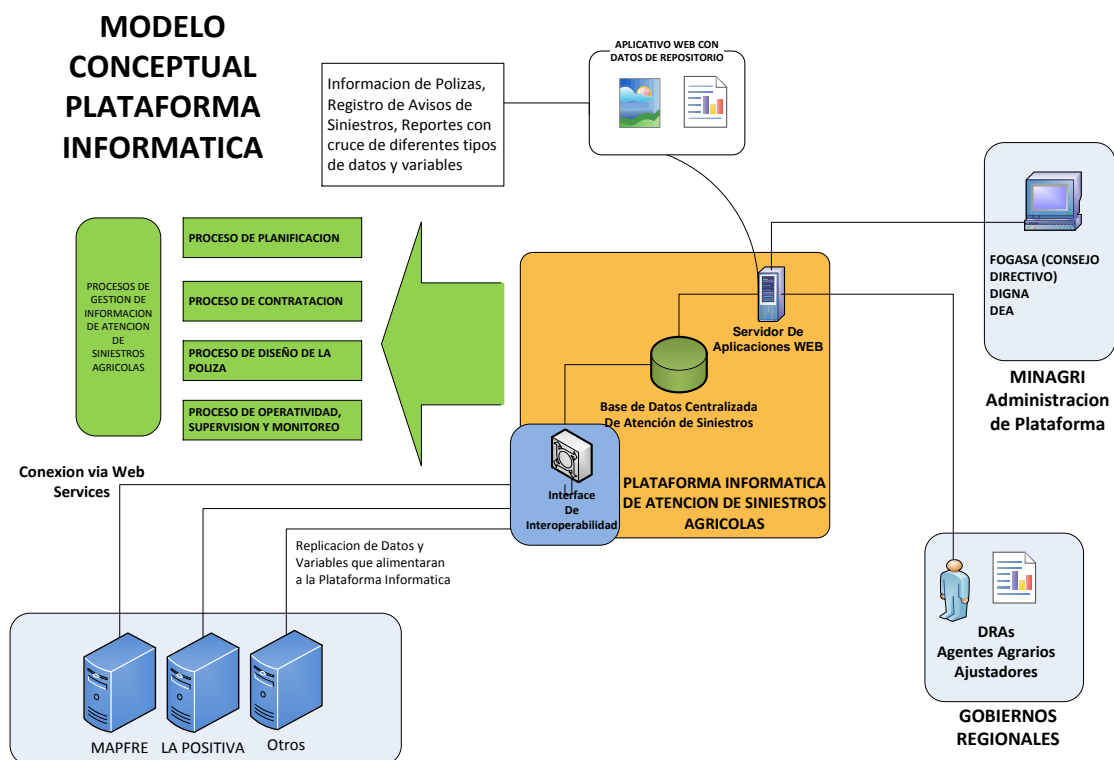 MODELO
CONCEPTUAL
PLATAFORMA
INFORMATICA
Informacion de Polizas,
Registro de Avisos de
Siniestros, Reportes con
cruce de diferentes tipos
de datos y variables
APLICATIVO WEB CON
DATOS DE REPOSITORIO
PROCESOS DE
GESTION DE
INFORMACION
DE ATENCION
DE
SINIESTROS
AGRICOLAS
PROCESO DE PLANIFICACION
PROCESO DE CONTRATACION
PROCESO DE DISEÑO DE LA
POLIZA
PROCESO DE OPERATIVIDAD,
SUPERVISION Y MONITOREO
Servidor De
Aplicaciones WEB
Base de Datos Centralizada
De Atención de Siniestros
PLATAFORMA INFORMATICA
DE ATENCION DE SINIESTROS
AGRICOLAS
Interface
De
Interoperabilidad
FOGASA (CONSEJO
DIRECTIVO)
DIGNA
DEA
MINAGRI
Administracion
de Plataforma
Conexion via Web
Services
Replicacion de Datos y
Variables que alimentaran
a la Plataforma Informatica
MAPFRE
LA POSITIVA
Otros
DRAs
Agentes Agrarios
Ajustadores
GOBIERNOS
REGIONALES